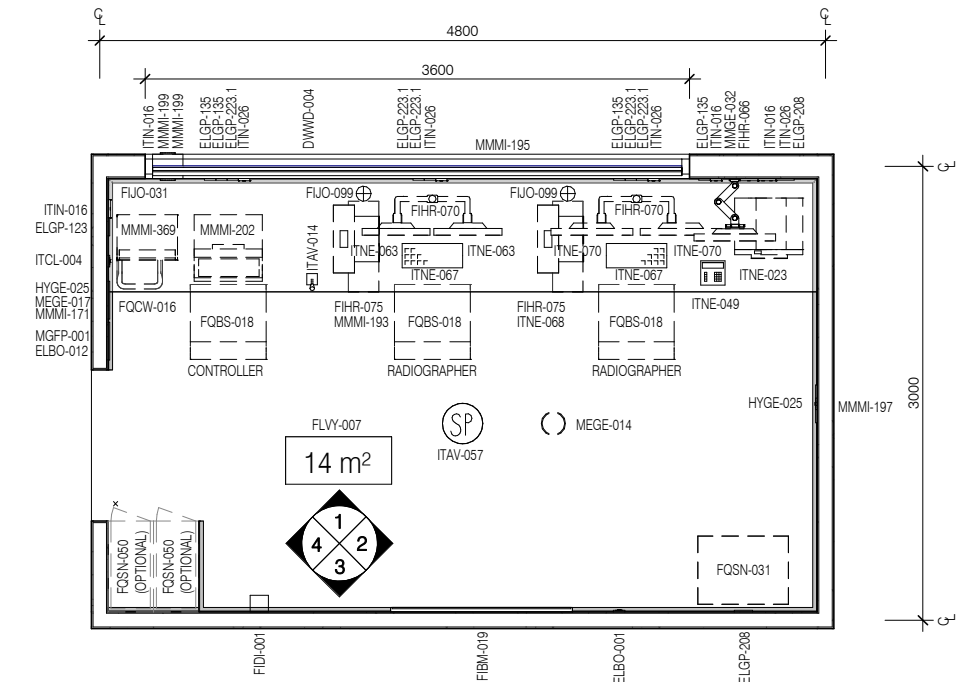 ℄
℄
4800
3600
ITIN-016
MMMI-199
MMMI-199
ELGP-135
ELGP-135
ELGP-223.1
ITIN-026
DWWD-004
ELGP-223.1
ELGP-223.1
ITIN-026
MMMI-195
ELGP-135
ELGP-223.1
ELGP-223.1
ITIN-026
ELGP-135
ITIN-016
MMGE-032
FIHR-066
ITIN-016
ITIN-026
ELGP-208
℄
FIJO-031
FIJO-099
FIHR-070
FIJO-099
FIHR-070
ITIN-016
ELGP-123
MMMI-369
MMMI-202
ITAV-014
ITNE-063
ITNE-063
ITNE-070
ITNE-070
ITCL-004
ITNE-067
ITNE-067
ITNE-023
HYGE-025
MEGE-017
MMMI-171
FQCW-016
FIHR-075
MMMI-193
FIHR-075
ITNE-068
ITNE-049
FQBS-018
FQBS-018
FQBS-018
MGFP-001
ELBO-012
CONTROLLER
RADIOGRAPHER
RADIOGRAPHER
3000
HYGE-025
MMMI-197
FLVY-007
14 m²
SP
ITAV-057
MEGE-014
1
4
2
3
FQSN-050
(OPTIONAL)
FQSN-050
(OPTIONAL)
FQSN-031
℄
FIDI-001
FIBM-019
ELBO-001
ELGP-208